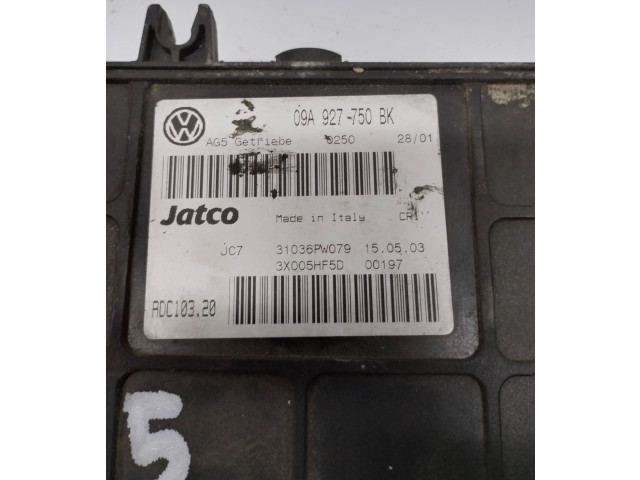 09A 927-750 BK
AG5 Getriebe 0250 28/01
Jatco Made in Italy CR1
JC7 31036PW079 15.05.03
3X005HF5D 00197
ADC103.20
5